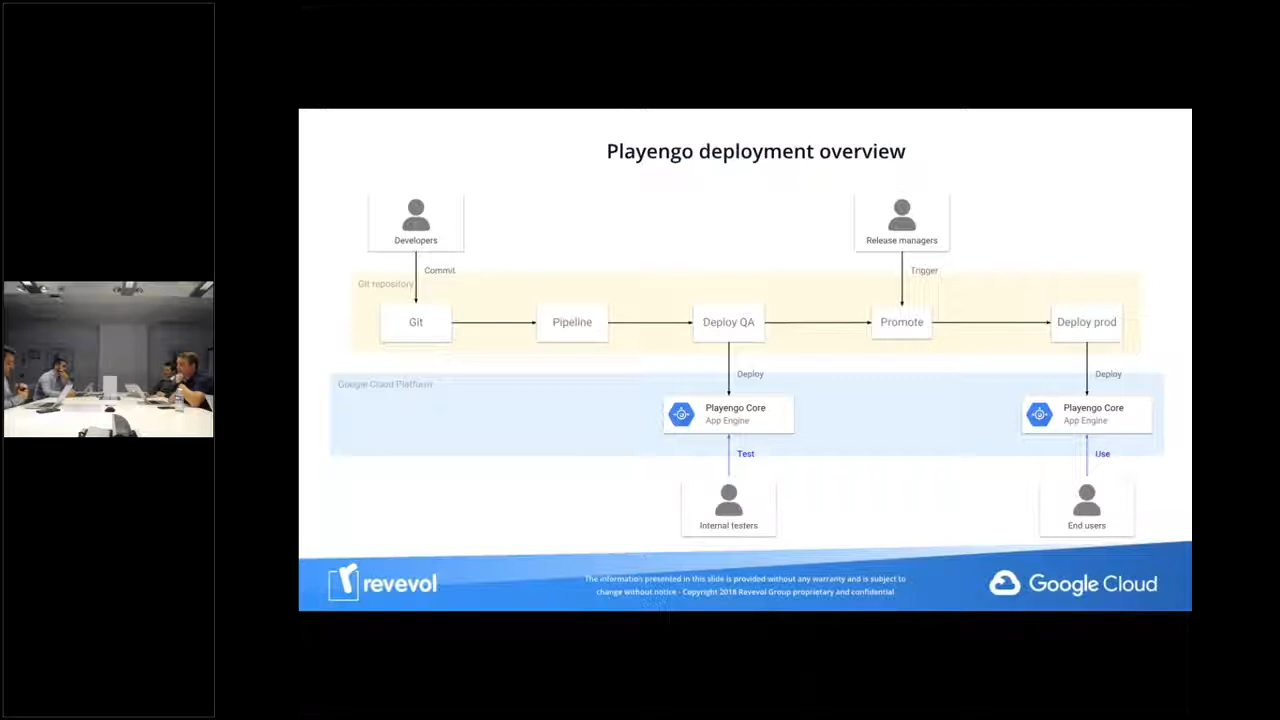 Playengo deployment overview
Developers
Release managers
Commit
Trigger
Git repository
Git
Pipeline
Deploy QA
Promote
Deploy prod
Deploy
Deploy
Google Cloud Platform
Playengo Core
App Engine
Playengo Core
App Engine
Test
Use
Internal testers
End users
revevol
The information presented in this slide is provided without any warranty and is subject to
change without notice - Copyright 2018 Revevol Group proprietary and confidential
Google Cloud